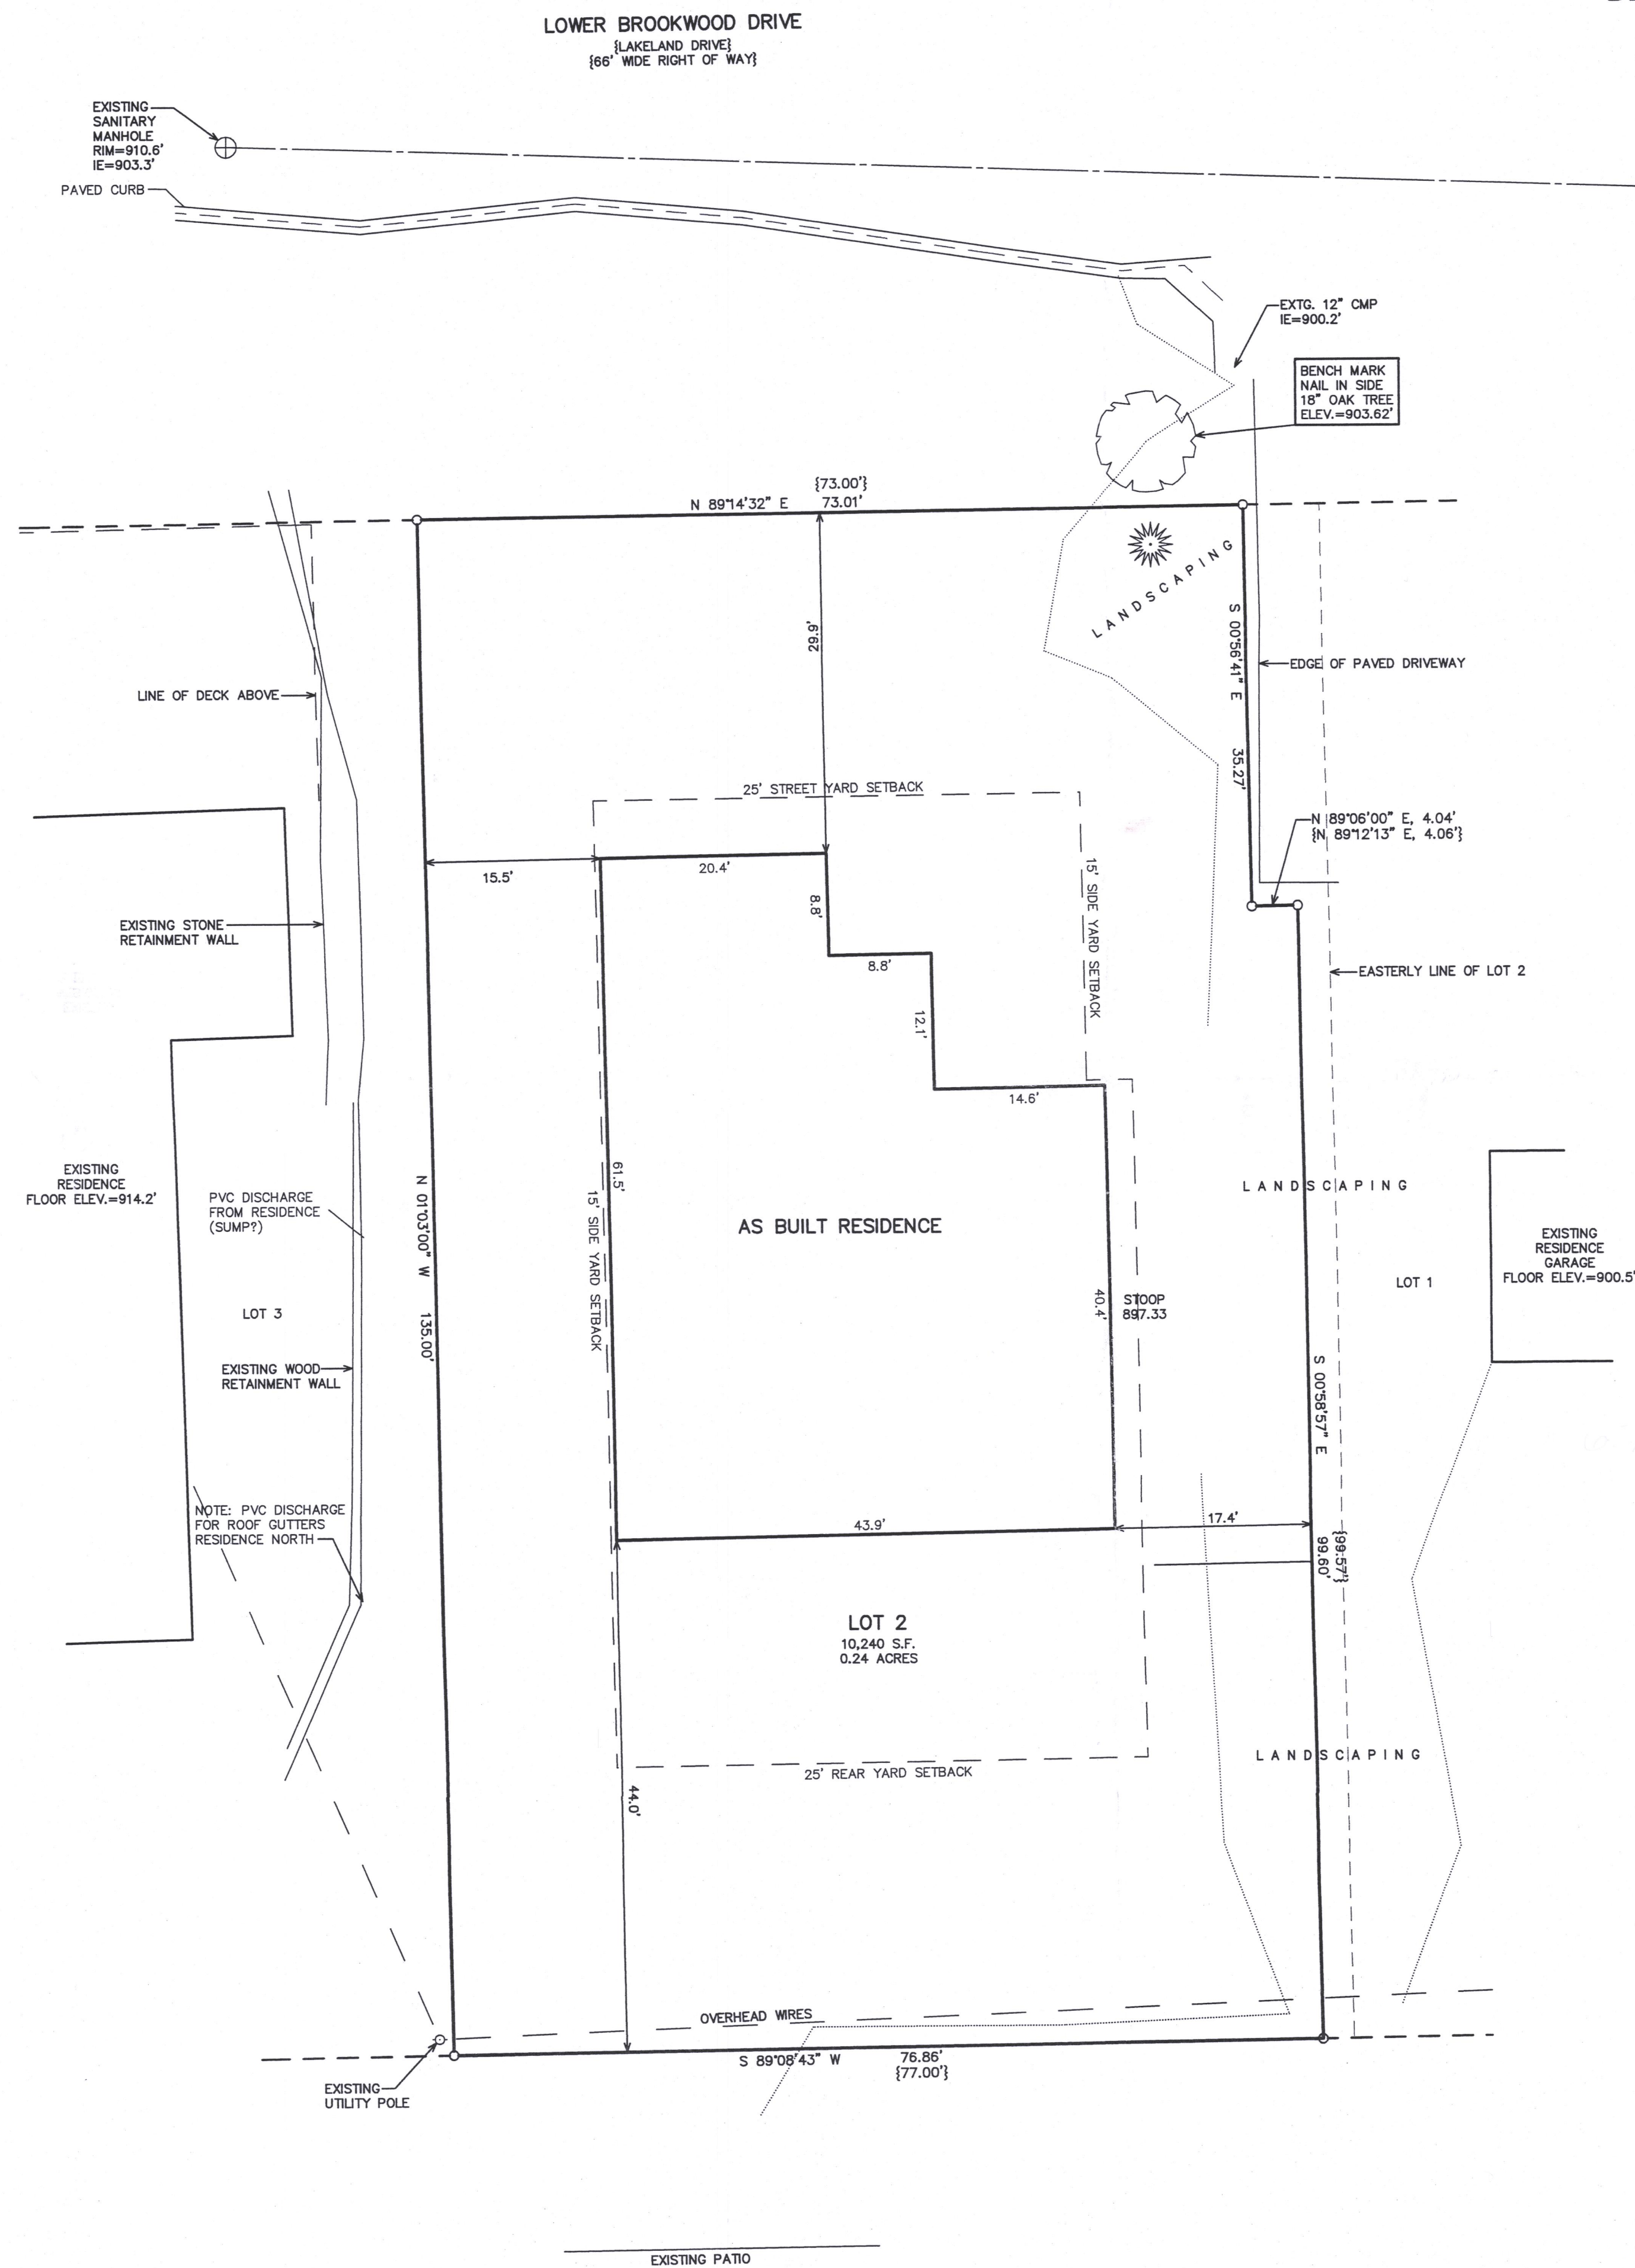 LOWER BROOKWOOD DRIVE
{LAKELAND DRIVE}
{66' WIDE RIGHT OF WAY}
EXISTING
SANITARY
MANHOLE
RIM=910.6'
IE=903.3'
PAVED CURB
EXTG. 12" CMP
IE=900.2'
BENCH MARK
NAIL IN SIDE
18" OAK TREE
ELEV.=903.62'
{73.00'}
N 89°14'32" E 73.01'
LANDSCAPING
29.9'
S 00°56'41" E 35.27'
EDGE OF PAVED DRIVEWAY
LINE OF DECK ABOVE
25' STREET YARD SETBACK
N 89°06'00" E, 4.04'
{N 89°12'13" E, 4.06'}
15.5'
20.4'
8.8'
8.8'
15' SIDE YARD SETBACK
EXISTING STONE
RETAINMENT WALL
EASTERLY LINE OF LOT 2
12.1'
14.6'
EXISTING
RESIDENCE
FLOOR ELEV.=914.2'
PVC DISCHARGE
FROM RESIDENCE
(SUMP?)
N 01°03'00" W 135.00'
61.5'
15' SIDE YARD SETBACK
AS BUILT RESIDENCE
LANDSCAPING
EXISTING
RESIDENCE
GARAGE
FLOOR ELEV.=900.5'
LOT 1
40.4'
STOOP
897.33
LOT 3
EXISTING WOOD
RETAINMENT WALL
S 00°58'57" E 99.60'
{99.57'}
NOTE: PVC DISCHARGE
FOR ROOF GUTTERS
RESIDENCE NORTH
43.9'
17.4'
LOT 2
10,240 S.F.
0.24 ACRES
LANDSCAPING
25' REAR YARD SETBACK
44.0'
OVERHEAD WIRES
S 89°08'43" W 76.86'
{77.00'}
EXISTING
UTILITY POLE
EXISTING PATIO